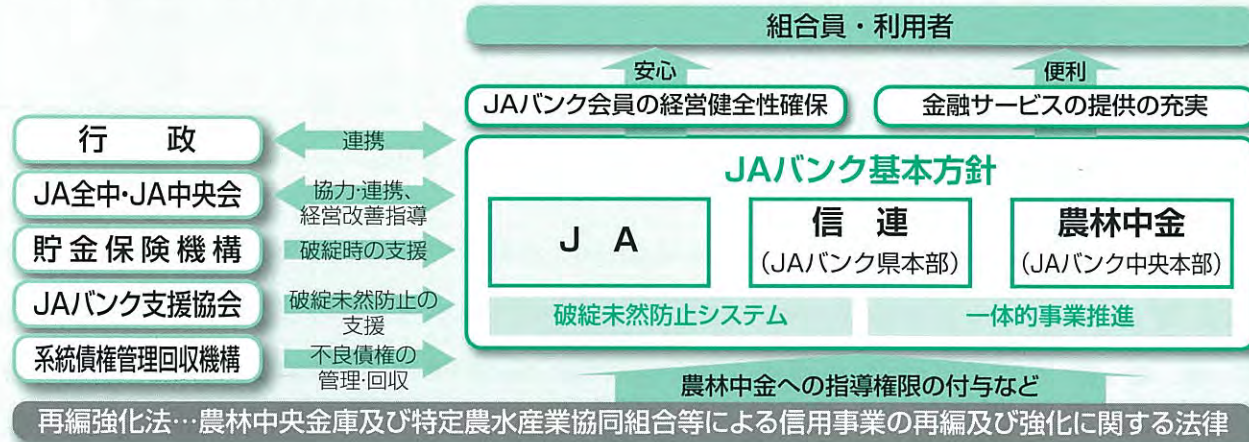 組合員・利用者
安心
便利
JAバンク会員の経営健全性確保
金融サービスの提供の充実
行政
連携
JA全中・JA中央会
協力・連携、
経営改善指導
貯金保険機構
破綻時の支援
JAバンク支援協会
破綻未然防止の
支援
系統債権管理回収機構
不良債権の
管理・回収
JAバンク基本方針
JA
信連
(JAバンク県本部)
農林中金
(JAバンク中央本部)
破綻未然防止システム
一体的事業推進
農林中金への指導権限の付与など
再編強化法…農林中央金庫及び特定農水産業協同組合等による信用事業の再編及び強化に関する法律